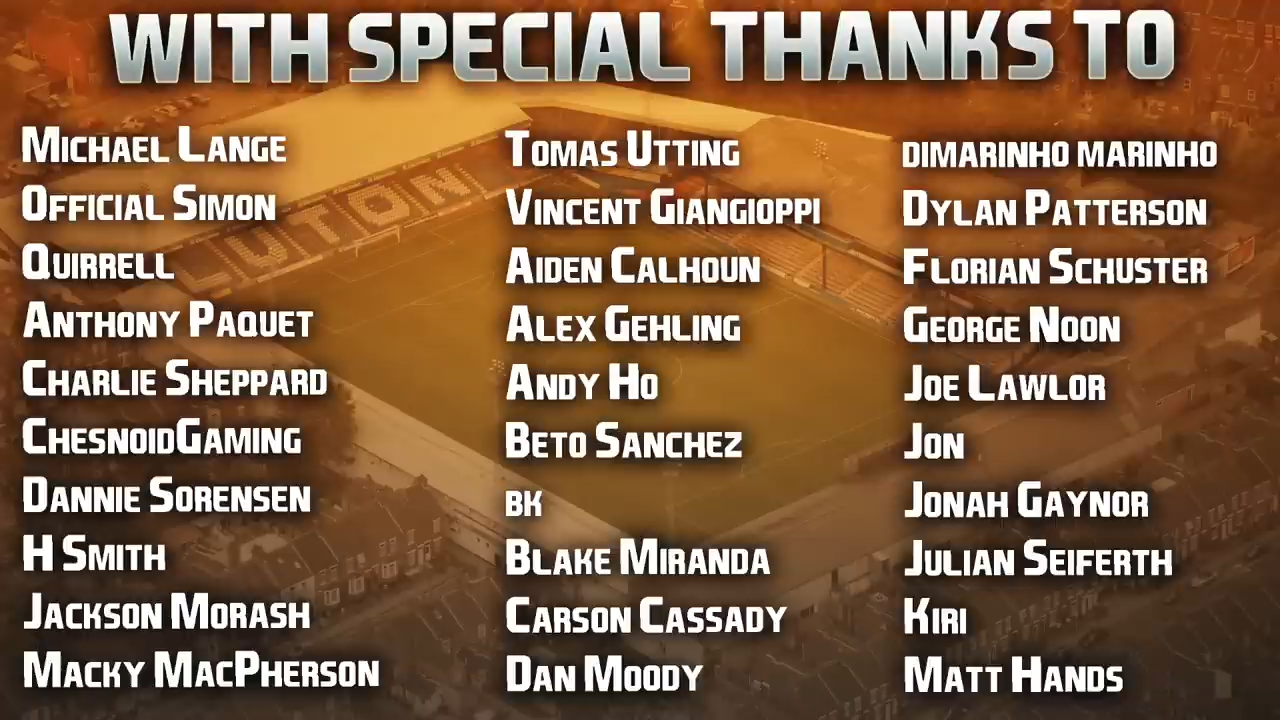 WITH SPECIAL THANKS TO
Michael Lange
Official Simon
Quirrell
Anthony Paquet
Charlie Sheppard
ChesnoidGaming
Dannie Sorensen
H Smith
Jackson Morash
Macky MacPherson
Tomas Utting
Vincent Giangioppi
Aiden Calhoun
Alex Gehling
Andy Ho
Beto Sanchez
bk
Blake Miranda
Carson Cassady
Dan Moody
dimarinho marinho
Dylan Patterson
Florian Schuster
George Noon
Joe Lawlor
Jon
Jonah Gaynor
Julian Seiferth
Kiri
Matt Hands
LUTON